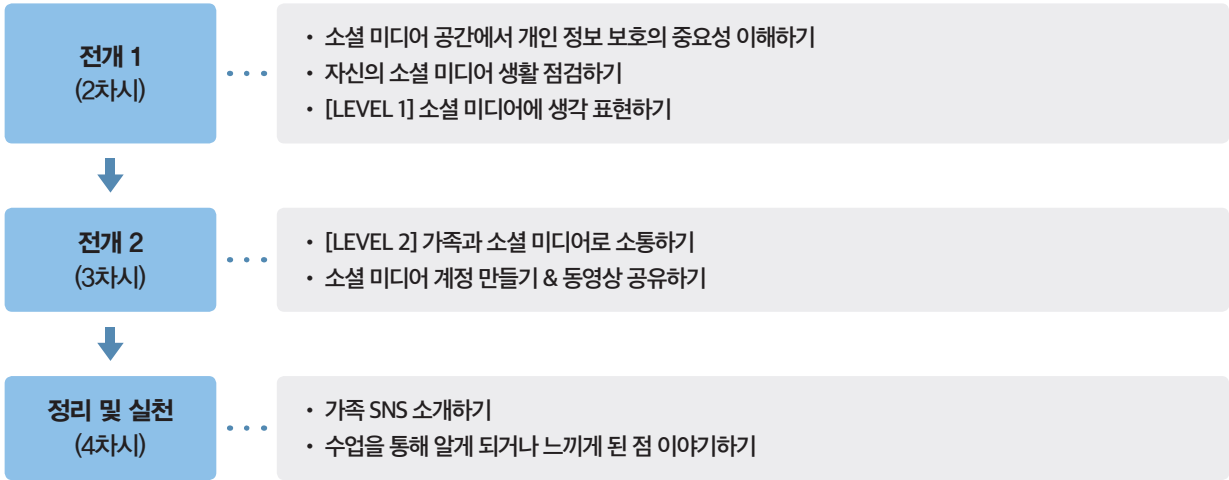 전개 1
(2차시)
• 소셜 미디어 공간에서 개인 정보 보호의 중요성 이해하기
• 자신의 소셜 미디어 생활 점검하기
• [LEVEL 1] 소셜 미디어에 생각 표현하기
전개 2
(3차시)
• [LEVEL 2] 가족과 소셜 미디어로 소통하기
• 소셜 미디어 계정 만들기 & 동영상 공유하기
정리 및 실천
(4차시)
• 가족 SNS 소개하기
• 수업을 통해 알게 되거나 느끼게 된 점 이야기하기